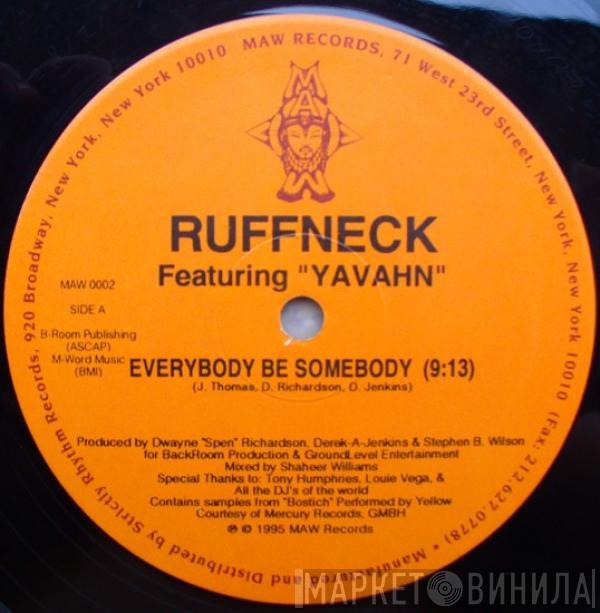 MAW RECORDS, 71 West 23rd Street, New York, New York 10010 (Fax: 212.627.0778) * Manufactured and Distributed by Strictly Rhythm Records, 920 Broadway, New York, New York 10010
MAW
RUFFNECK
Featuring "YAVAHN"
MAW 0002
SIDE A
B-Room Publishing
(ASCAP)
M-Word Music
(BMI)
EVERYBODY BE SOMEBODY (9:13)
(J. Thomas, D. Richardson, D. Jenkins)
Produced by Dwayne "Spen" Richardson, Derek-A-Jenkins & Stephen B. Wilson
for BackRoom Production & GroundLevel Entertainment
Mixed by Shaheer Williams
Special Thanks to: Tony Humphries, Louie Vega, &
All the DJ's of the world
Contains samples from "Bostich" Performed by Yellow
Courtesy of Mercury Records, GMBH
℗ © 1995 MAW Records
МАРКЕТ ВИНИЛА